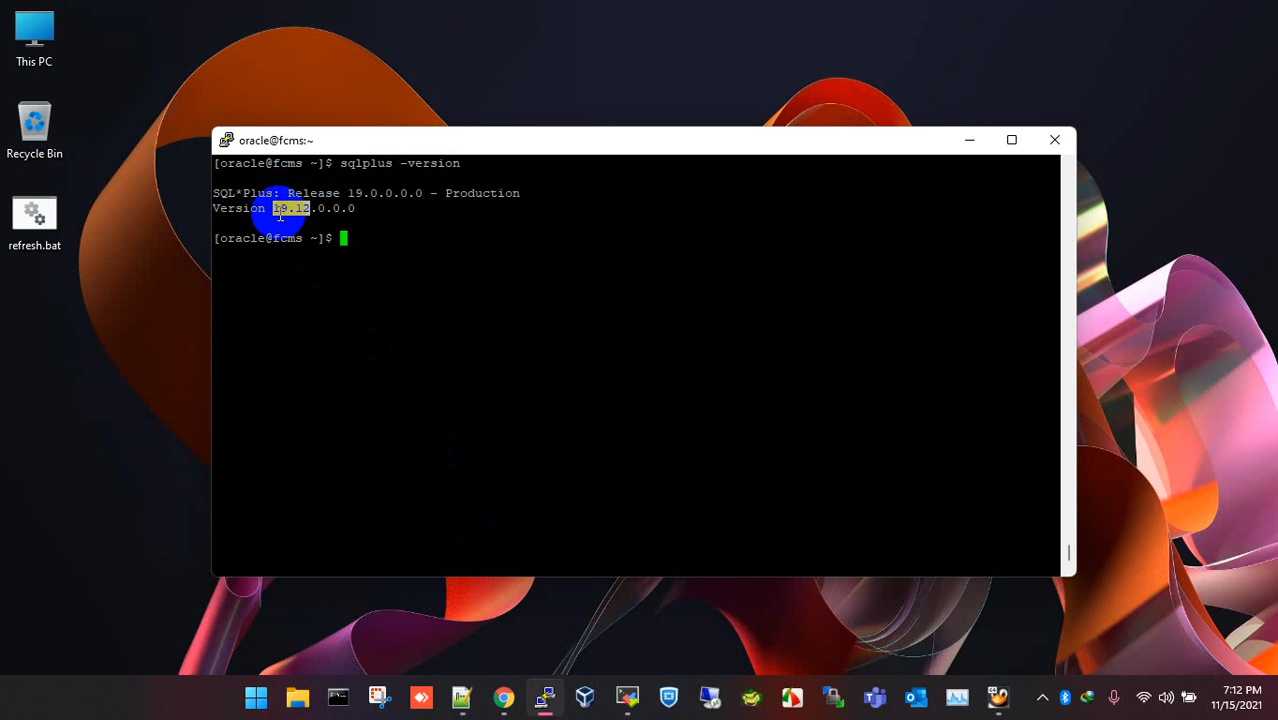 This PC
Recycle Bin
refresh.bat
oracle@fcms:~
[oracle@fcms ~]$ sqlplus -version
SQL*Plus: Release 19.0.0.0.0 - Production
Version 19.12.0.0.0
[oracle@fcms ~]$
7:12 PM
11/15/2021